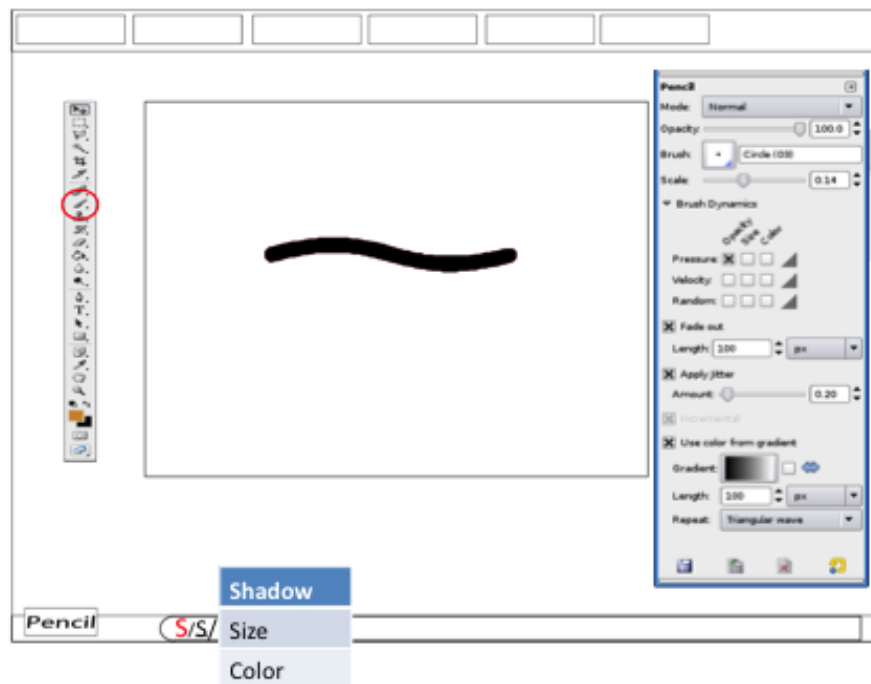 Pencil
Mode: Normal
Opacity: 100.0
Brush: Circle (03)
Scale: 0.14
Brush Dynamics
Opacity Size Color
Pressure:
Velocity:
Random:
Fade out
Length: 100 px
Apply Jitter
Amount: 0.20
Incremental
Use color from gradient
Gradient:
Length: 100 px
Repeat: Triangular wave
Shadow
Pencil S/S/ Size
Color